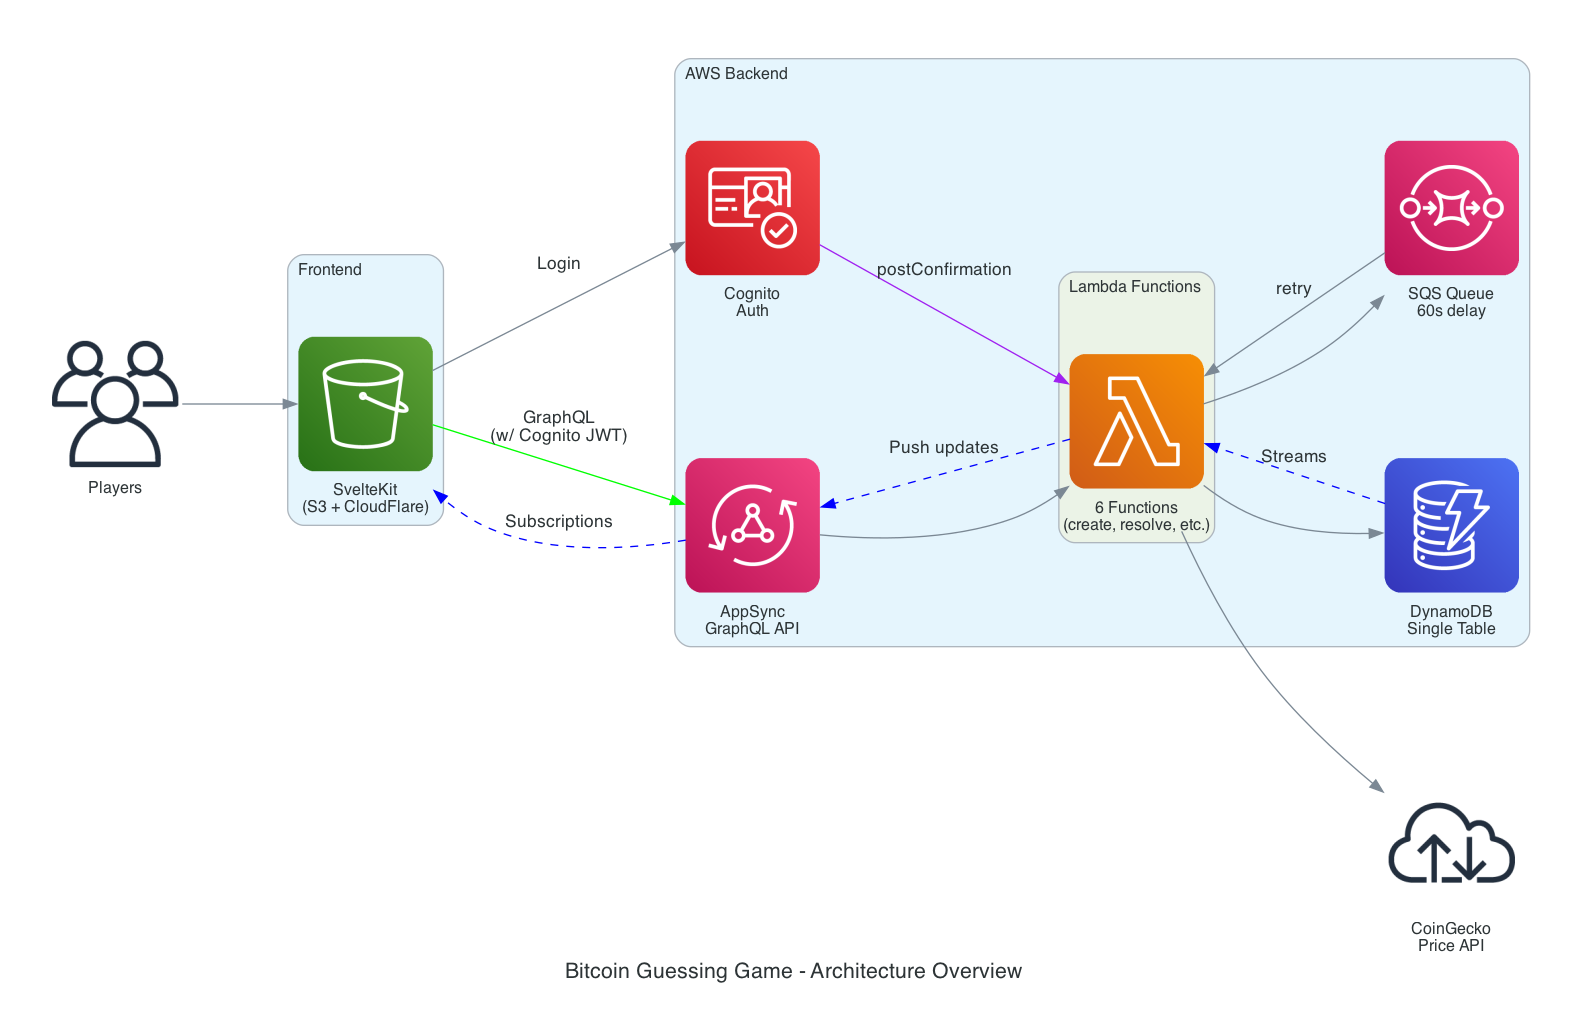 AWS Backend
Frontend
Login
Cognito
Auth
postConfirmation
Lambda Functions
retry
SQS Queue
60s delay
Players
SvelteKit
(S3 + CloudFlare)
GraphQL
(w/ Cognito JWT)
Subscriptions
Push updates
Streams
6 Functions
(create, resolve, etc.)
AppSync
GraphQL API
DynamoDB
Single Table
CoinGecko
Price API
Bitcoin Guessing Game - Architecture Overview